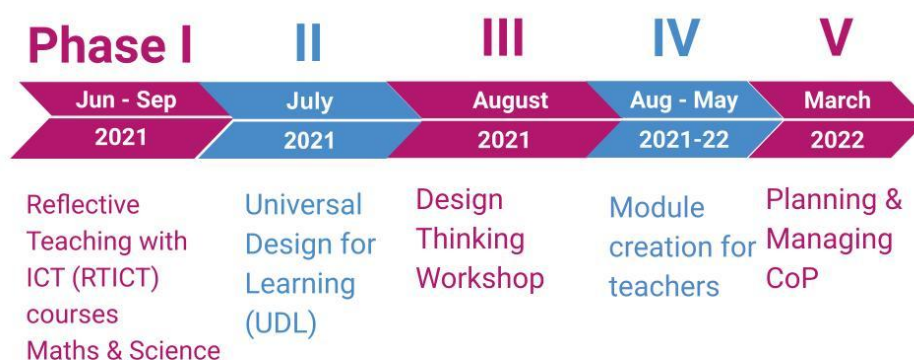 Phase I
II
III
IV
V
Jun - Sep
2021
July
2021
August
2021
Aug - May
2021-22
March
2022
Reflective
Teaching with
ICT (RTICT)
courses
Maths & Science
Universal
Design for
Learning
(UDL)
Design
Thinking
Workshop
Module
creation for
teachers
Planning &
Managing
CoP